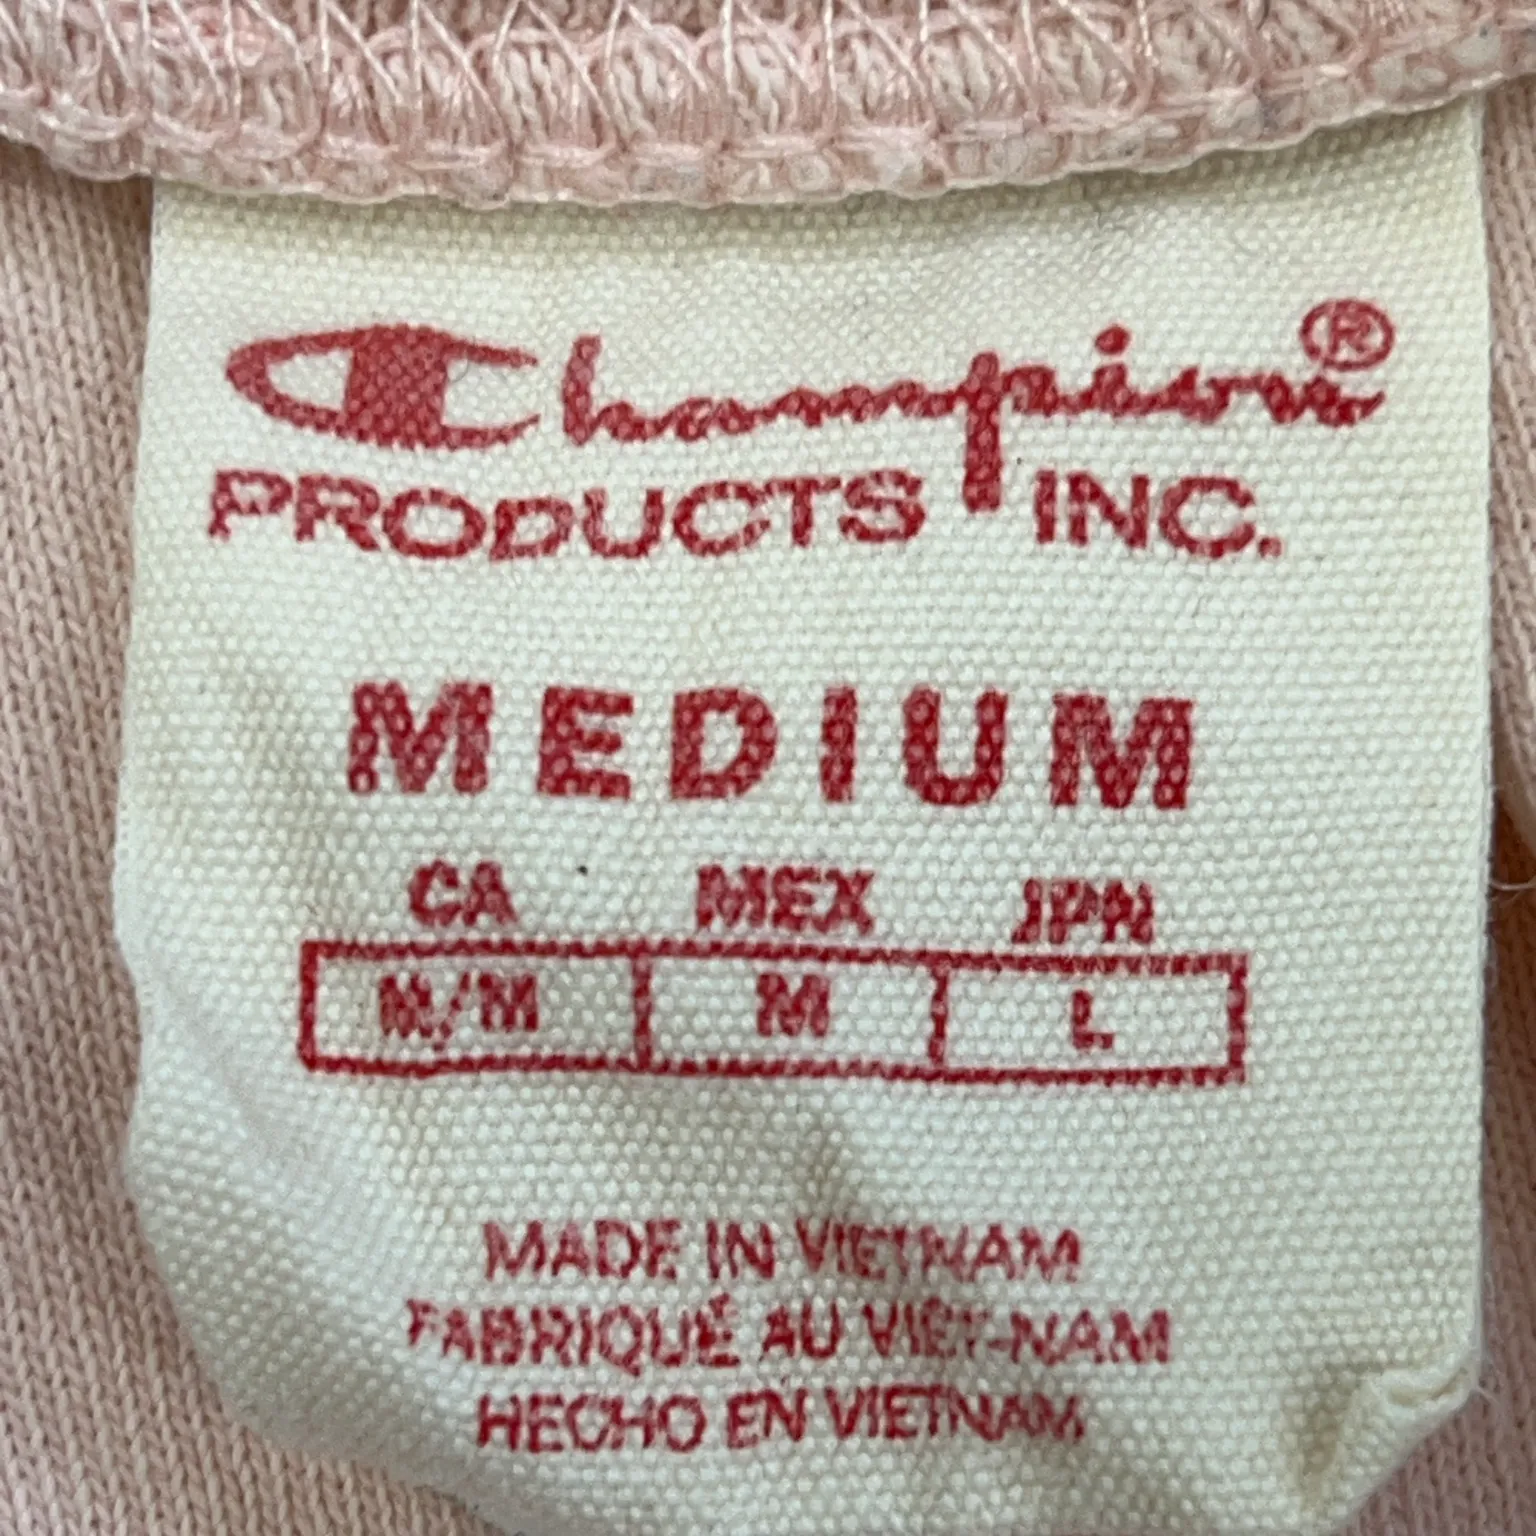 Champion®
PRODUCTS INC.
MEDIUM
CA MEX JPN
M/M M L
MADE IN VIETNAM
FABRIQUÉ AU VIET-NAM
HECHO EN VIETNAM